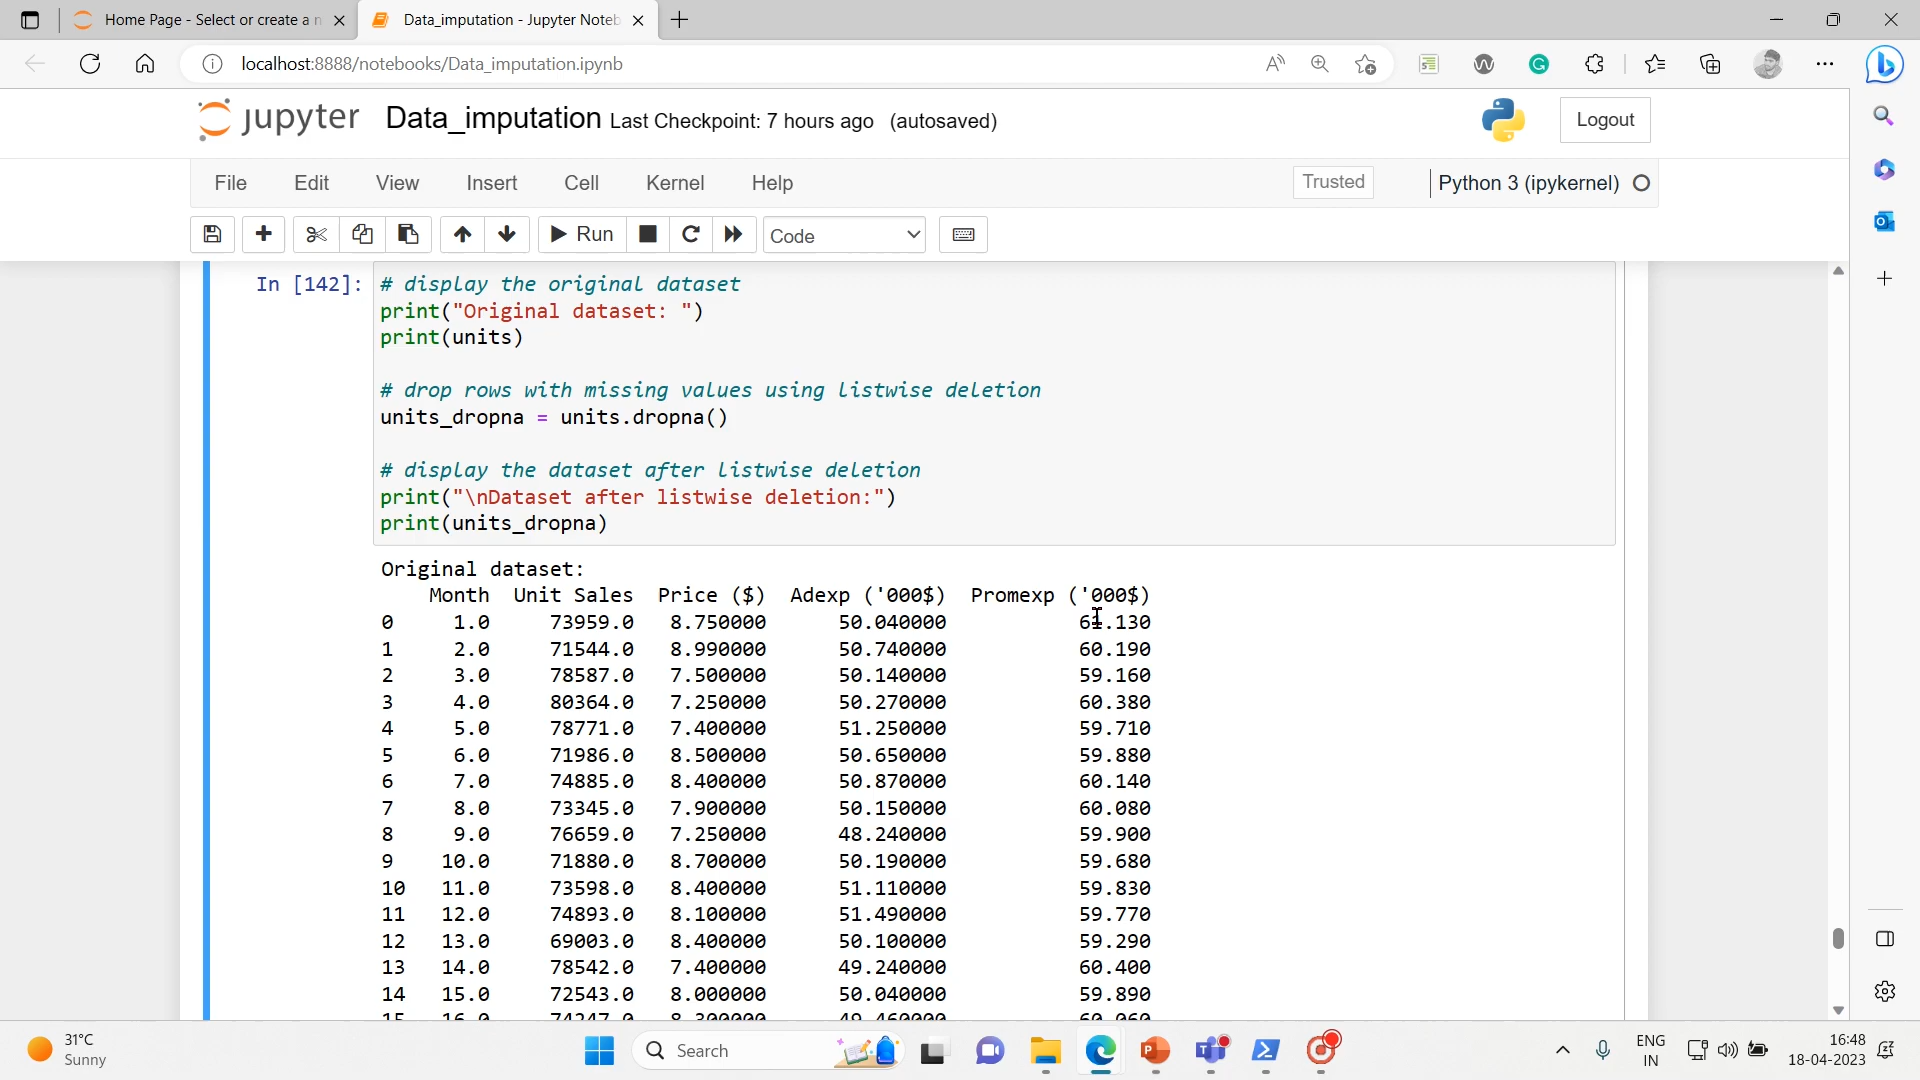 Home Page - Select or create a n
Data_imputation - Jupyter Noteb
localhost:8888/notebooks/Data_imputation.ipynb
jupyter Data_imputation Last Checkpoint: 7 hours ago (autosaved)
Logout
File Edit View Insert Cell Kernel Help
Trusted
Python 3 (ipykernel)
Run
Code
In [142]: # display the original dataset
print("Original dataset: ")
print(units)
# drop rows with missing values using listwise deletion
units_dropna = units.dropna()
# display the dataset after listwise deletion
print("\nDataset after listwise deletion:")
print(units_dropna)
Original dataset:
Month Unit Sales Price ($) Adexp ('000$) Promexp ('000$)
0 1.0 73959.0 8.750000 50.040000 61.130
1 2.0 71544.0 8.990000 50.740000 60.190
2 3.0 78587.0 7.500000 50.140000 59.160
3 4.0 80364.0 7.250000 50.270000 60.380
4 5.0 78771.0 7.400000 51.250000 59.710
5 6.0 71986.0 8.500000 50.650000 59.880
6 7.0 74885.0 8.400000 50.870000 60.140
7 8.0 73345.0 7.900000 50.150000 60.080
8 9.0 76659.0 7.250000 48.240000 59.900
9 10.0 71880.0 8.700000 50.190000 59.680
10 11.0 73598.0 8.400000 51.110000 59.830
11 12.0 74893.0 8.100000 51.490000 59.770
12 13.0 69003.0 8.400000 50.100000 59.290
13 14.0 78542.0 7.400000 49.240000 60.400
14 15.0 72543.0 8.000000 50.040000 59.890
15 16.0 74247.0 8.300000 49.460000 60.060
31°C
Sunny
Search
ENG
IN
16:48
18-04-2023